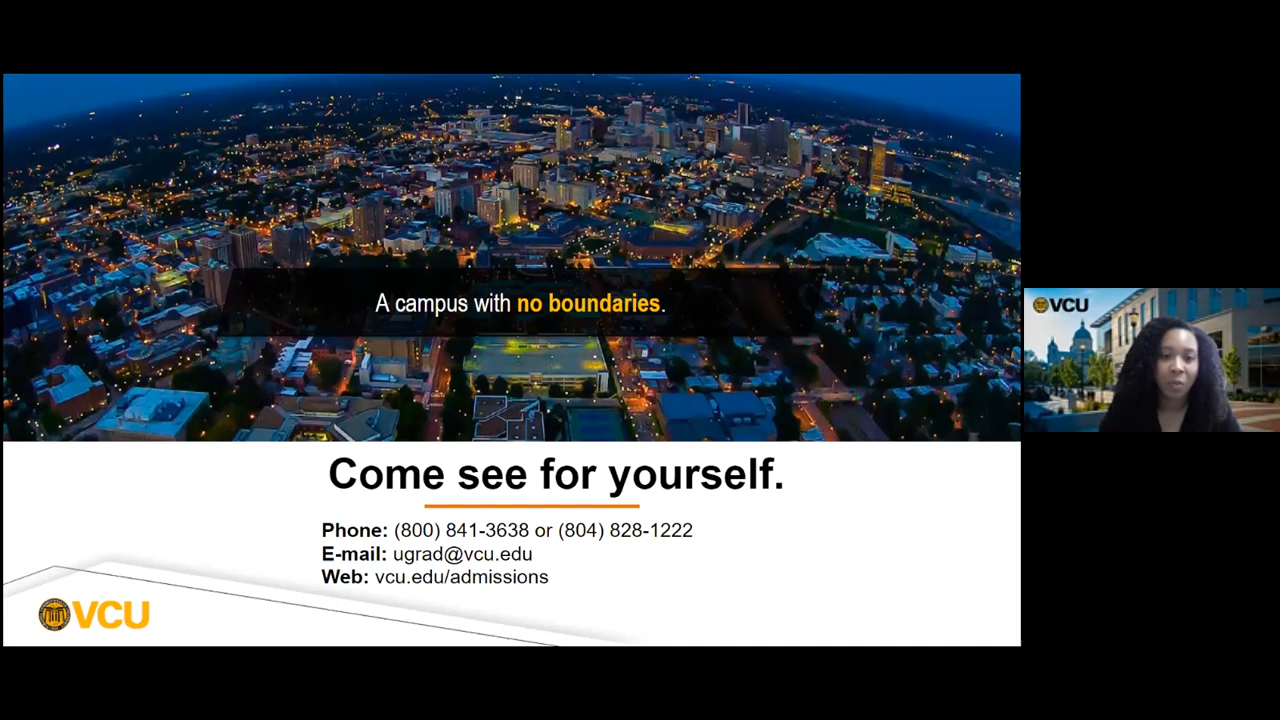 A campus with no boundaries.
VCU
Come see for yourself.
Phone: (800) 841-3638 or (804) 828-1222
E-mail: ugrad@vcu.edu
Web: vcu.edu/admissions
VCU